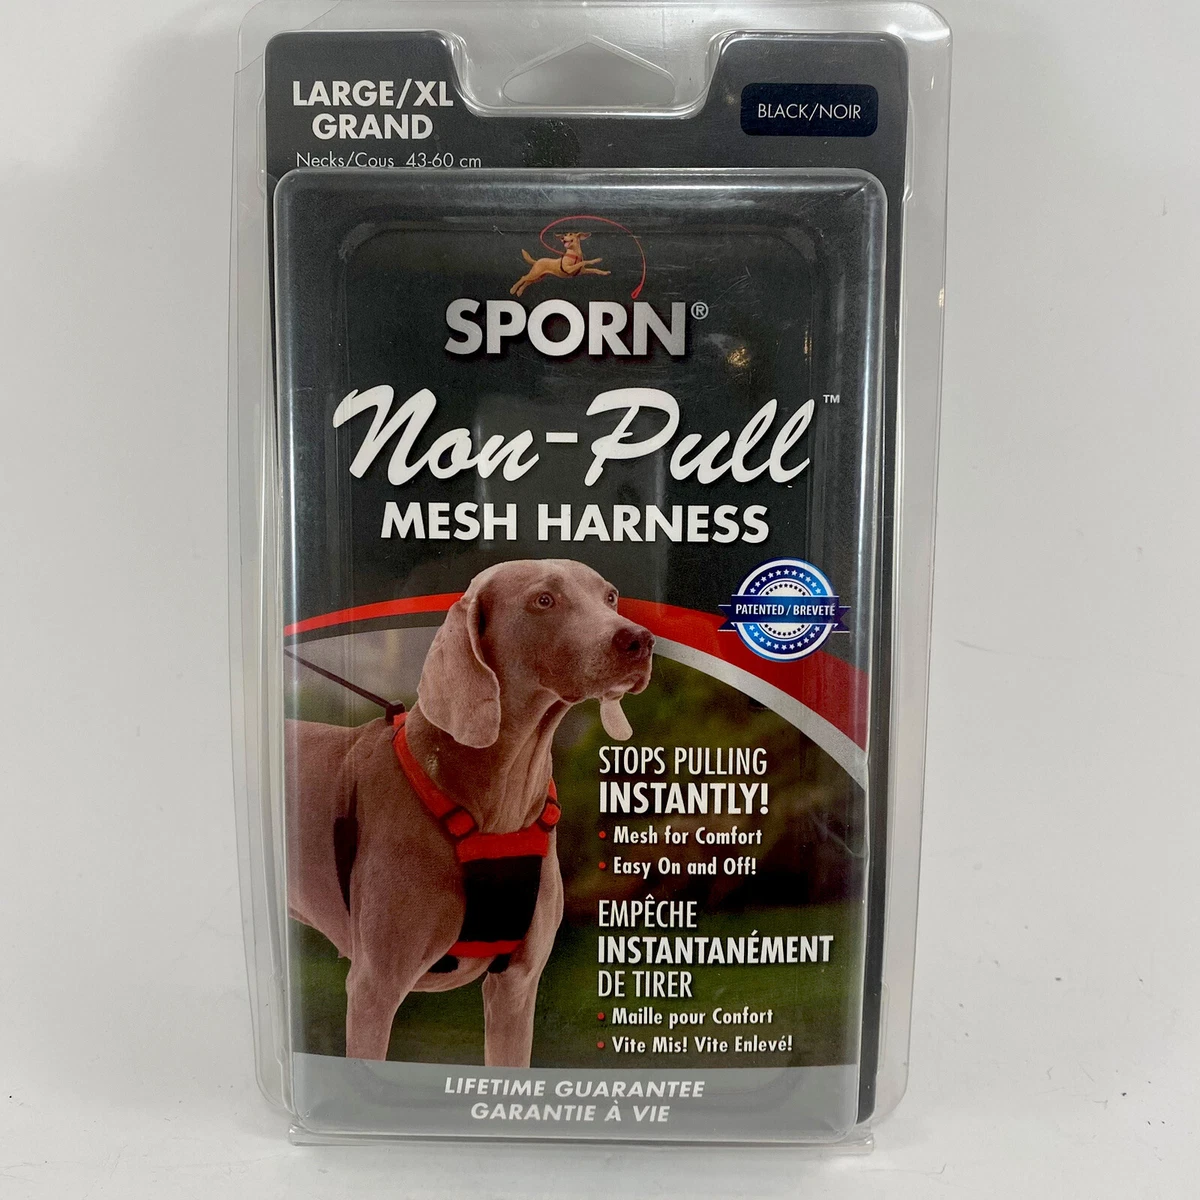 LARGE/XL
GRAND
Necks/Cous 43-60 cm
BLACK/NOIR
SPORN®
Non-Pull™
MESH HARNESS
PATENTED / BREVETÉ
STOPS PULLING
INSTANTLY!
• Mesh for Comfort
• Easy On and Off!
EMPÊCHE
INSTANTANÉMENT
DE TIRER
• Maille pour Confort
• Vite Mis! Vite Enlevé!
LIFETIME GUARANTEE
GARANTIE À VIE